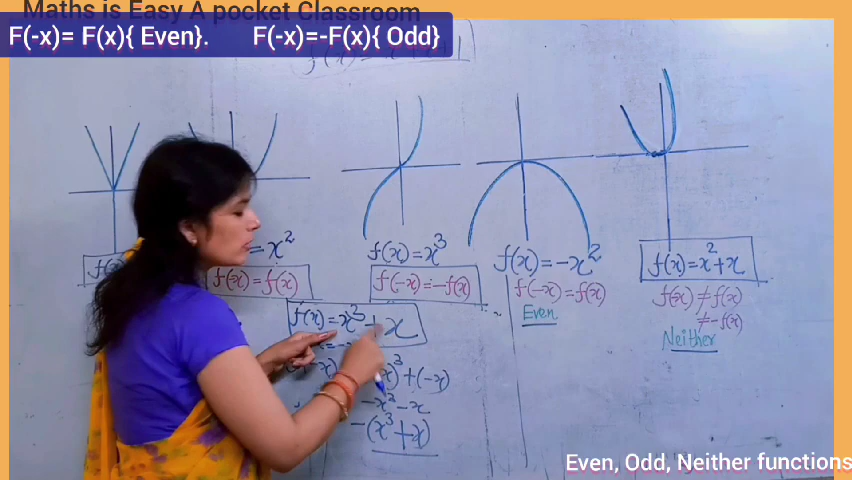 Maths is Easy A pocket Classroom
F(-x)= F(x){ Even}. F(-x)=-F(x){ Odd}
= x²
f(x)=x³
f(x)=-x²
f(x)=x²+x
f(-x)=f(x)
f(-x)=-f(x)
f(-x)=f(x)
Even
≠f(x)
≠-f(x)
Neither
f(x)=x³+x
)³+(-x)
-(x³+x)
Even, Odd, Neither functions